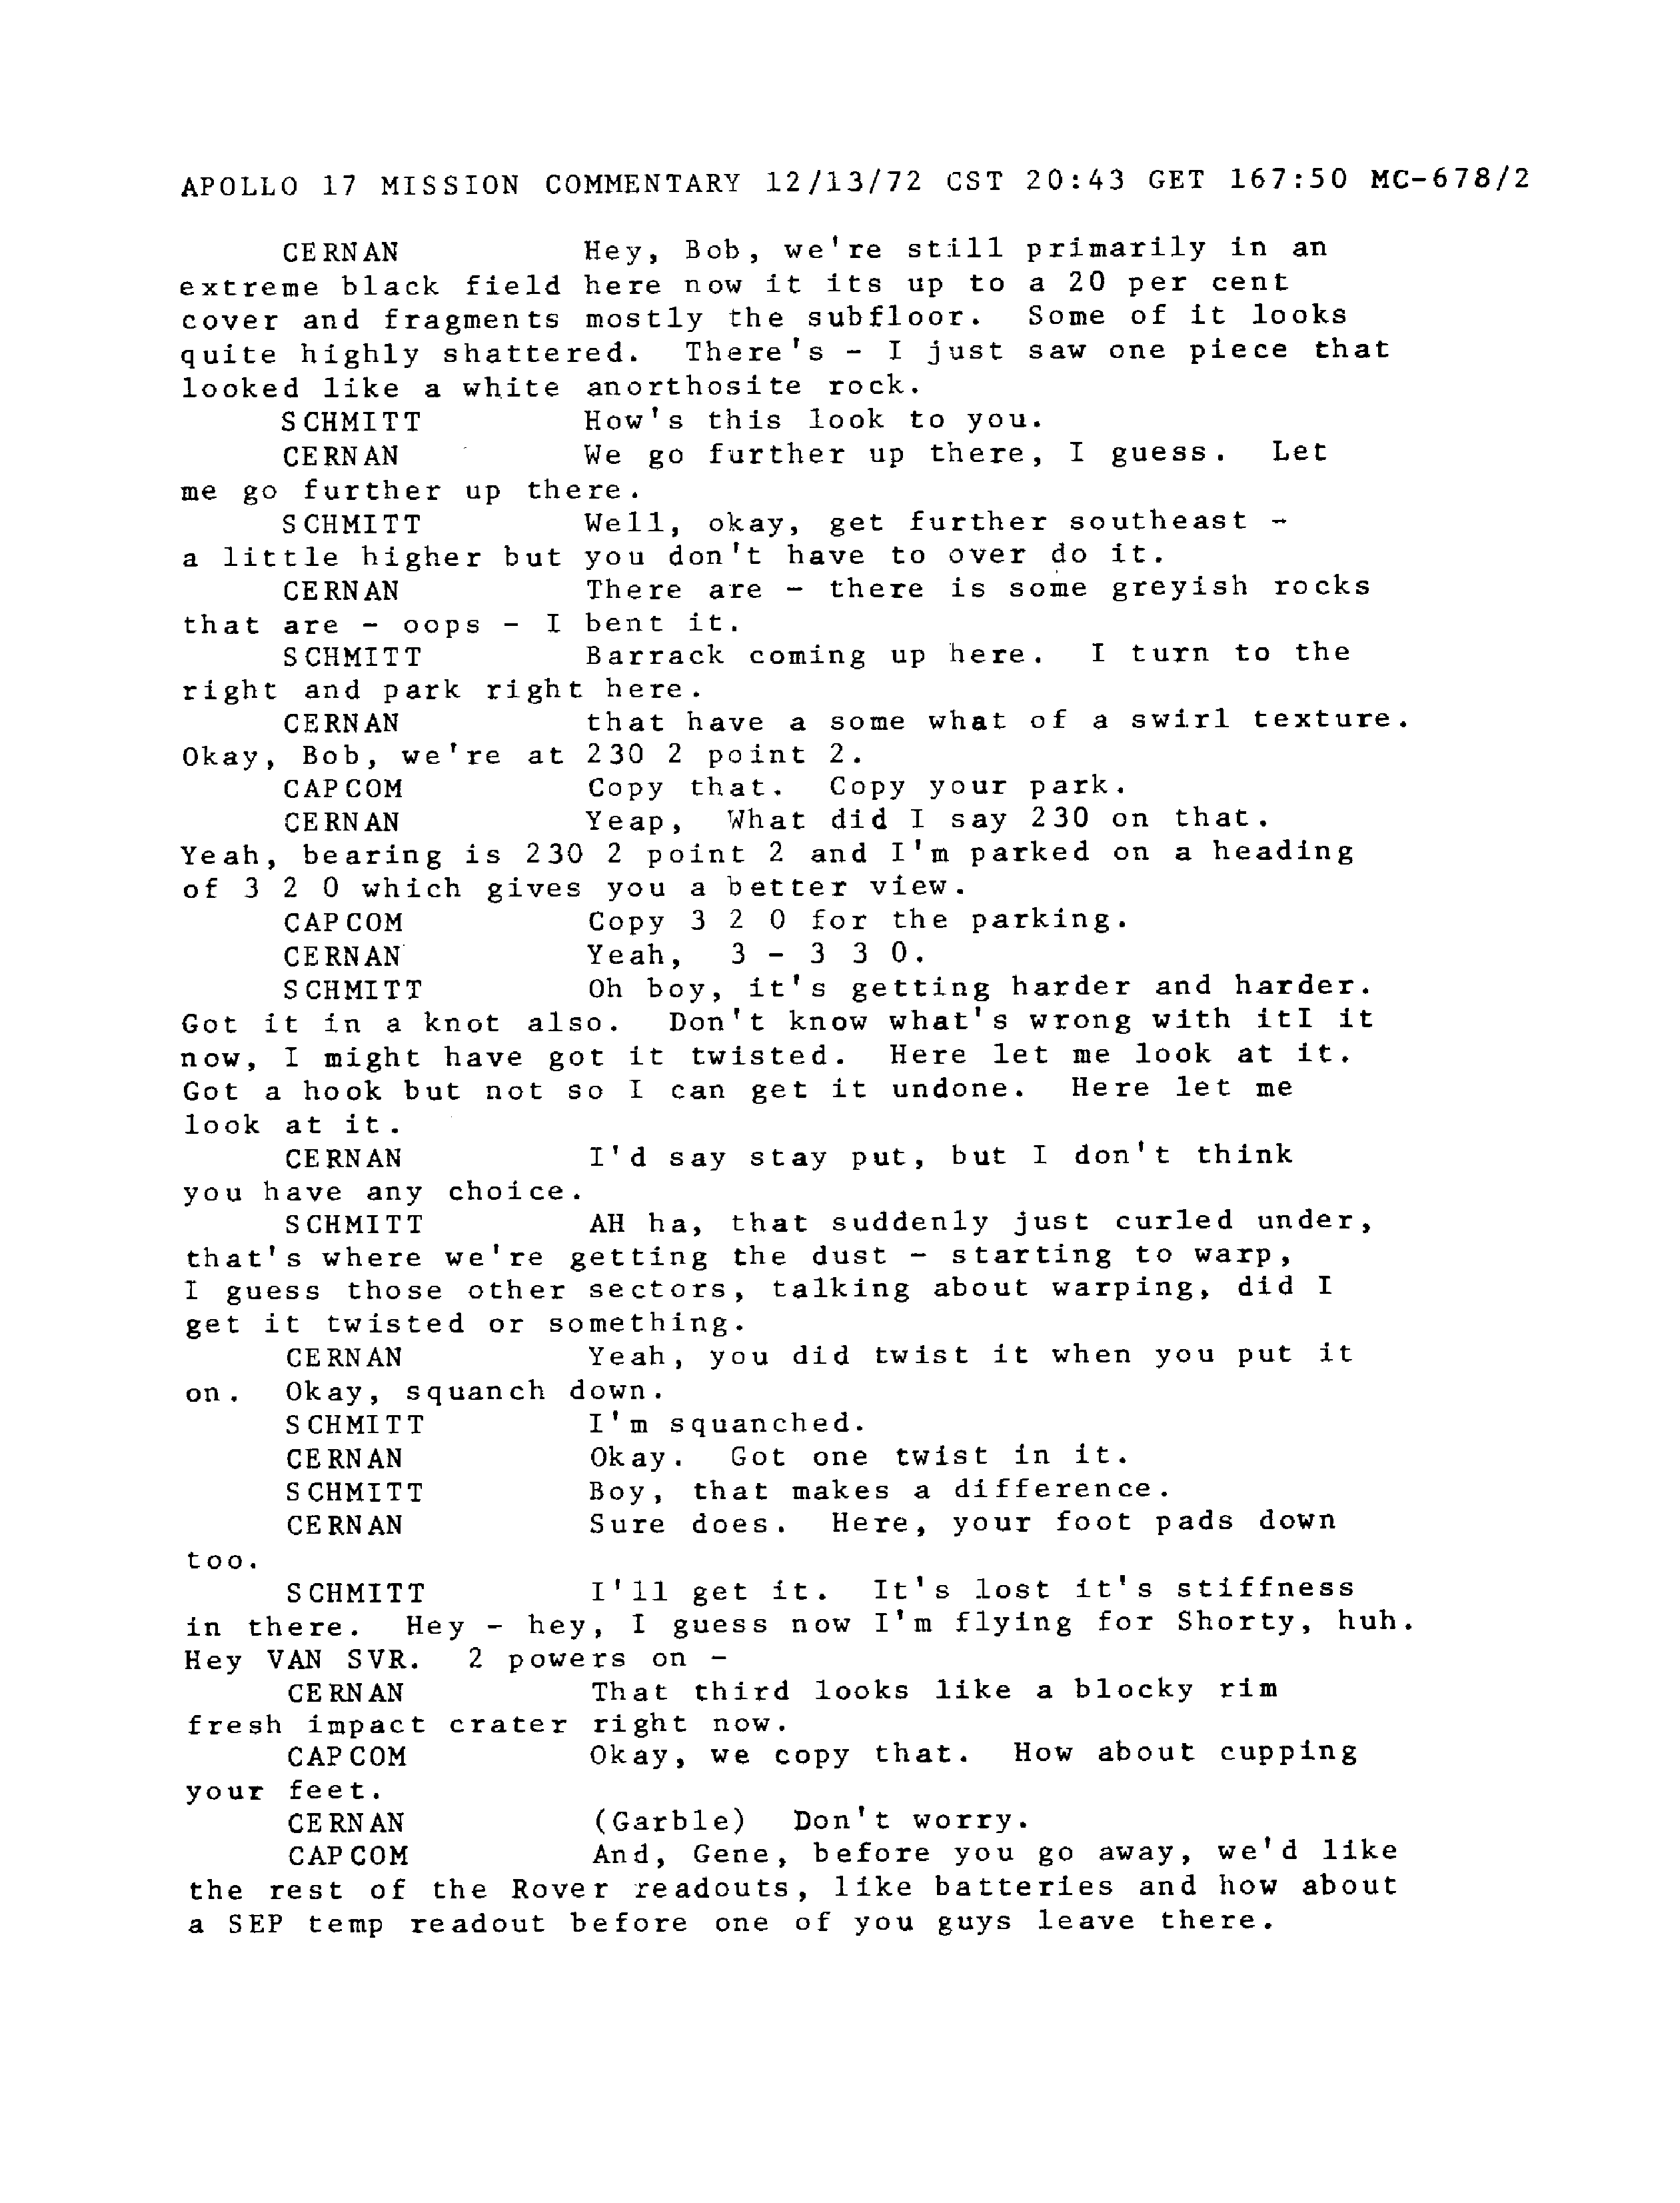 APOLLO 17 MISSION COMMENTARY 12/13/72 CST 20:43 GET 167:50 MC-678/2
CERNAN Hey, Bob, we're still primarily in an
extreme black field here now it its up to a 20 per cent
cover and fragments mostly the subfloor. Some of it looks
quite highly shattered. There's - I just saw one piece that
looked like a white anorthosite rock.
SCHMITT How's this look to you.
CERNAN We go further up there, I guess. Let
me go further up there.
SCHMITT Well, okay, get further southeast -
a little higher but you don't have to over do it.
CERNAN There are - there is some greyish rocks
that are - oops - I bent it.
SCHMITT Barrack coming up here. I turn to the
right and park right here.
CERNAN that have a some what of a swirl texture.
Okay, Bob, we're at 230 2 point 2.
CAPCOM Copy that. Copy your park.
CERNAN Yeap, What did I say 230 on that.
Yeah, bearing is 230 2 point 2 and I'm parked on a heading
of 3 2 0 which gives you a better view.
CAPCOM Copy 3 2 0 for the parking.
CERNAN Yeah, 3 - 3 3 0.
SCHMITT Oh boy, it's getting harder and harder.
Got it in a knot also. Don't know what's wrong with itI it
now, I might have got it twisted. Here let me look at it.
Got a hook but not so I can get it undone. Here let me
look at it.
CERNAN I'd say stay put, but I don't think
you have any choice.
SCHMITT AH ha, that suddenly just curled under,
that's where we're getting the dust - starting to warp,
I guess those other sectors, talking about warping, did I
get it twisted or something.
CERNAN Yeah, you did twist it when you put it
on. Okay, squanch down.
SCHMITT I'm squanched.
CERNAN Okay. Got one twist in it.
SCHMITT Boy, that makes a difference.
CERNAN Sure does. Here, your foot pads down
too.
SCHMITT I'll get it. It's lost it's stiffness
in there. Hey - hey, I guess now I'm flying for Shorty, huh.
Hey VAN SVR. 2 powers on -
CERNAN That third looks like a blocky rim
fresh impact crater right now.
CAPCOM Okay, we copy that. How about cupping
your feet.
CERNAN (Garble) Don't worry.
CAPCOM And, Gene, before you go away, we'd like
the rest of the Rover readouts, like batteries and how about
a SEP temp readout before one of you guys leave there.